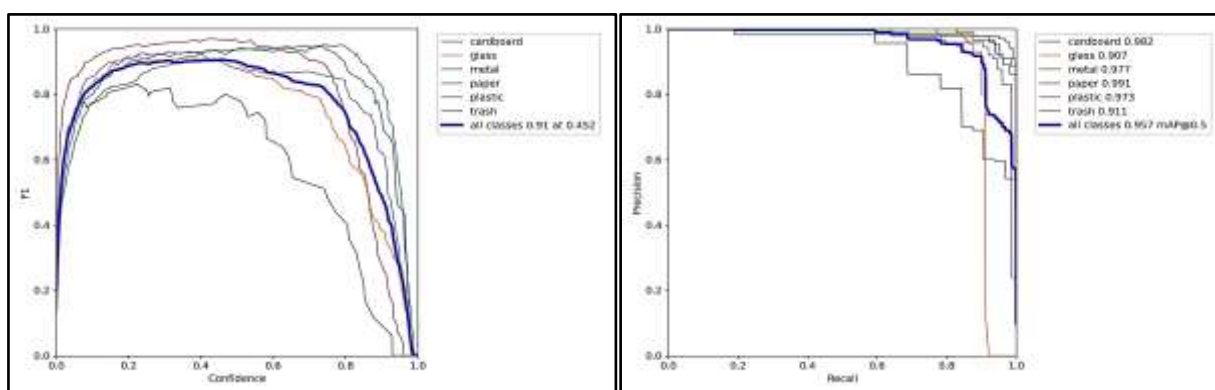 1.0
0.8
0.6
0.4
0.2
0.0
F1
0.0 0.2 0.4 0.6 0.8 1.0
Confidence
cardboard
glass
metal
paper
plastic
trash
all classes 0.91 at 0.452
1.0
0.8
0.6
0.4
0.2
0.0
Precision
0.0 0.2 0.4 0.6 0.8 1.0
Recall
cardboard 0.982
glass 0.907
metal 0.977
paper 0.991
plastic 0.973
trash 0.911
all classes 0.957 mAP@0.5